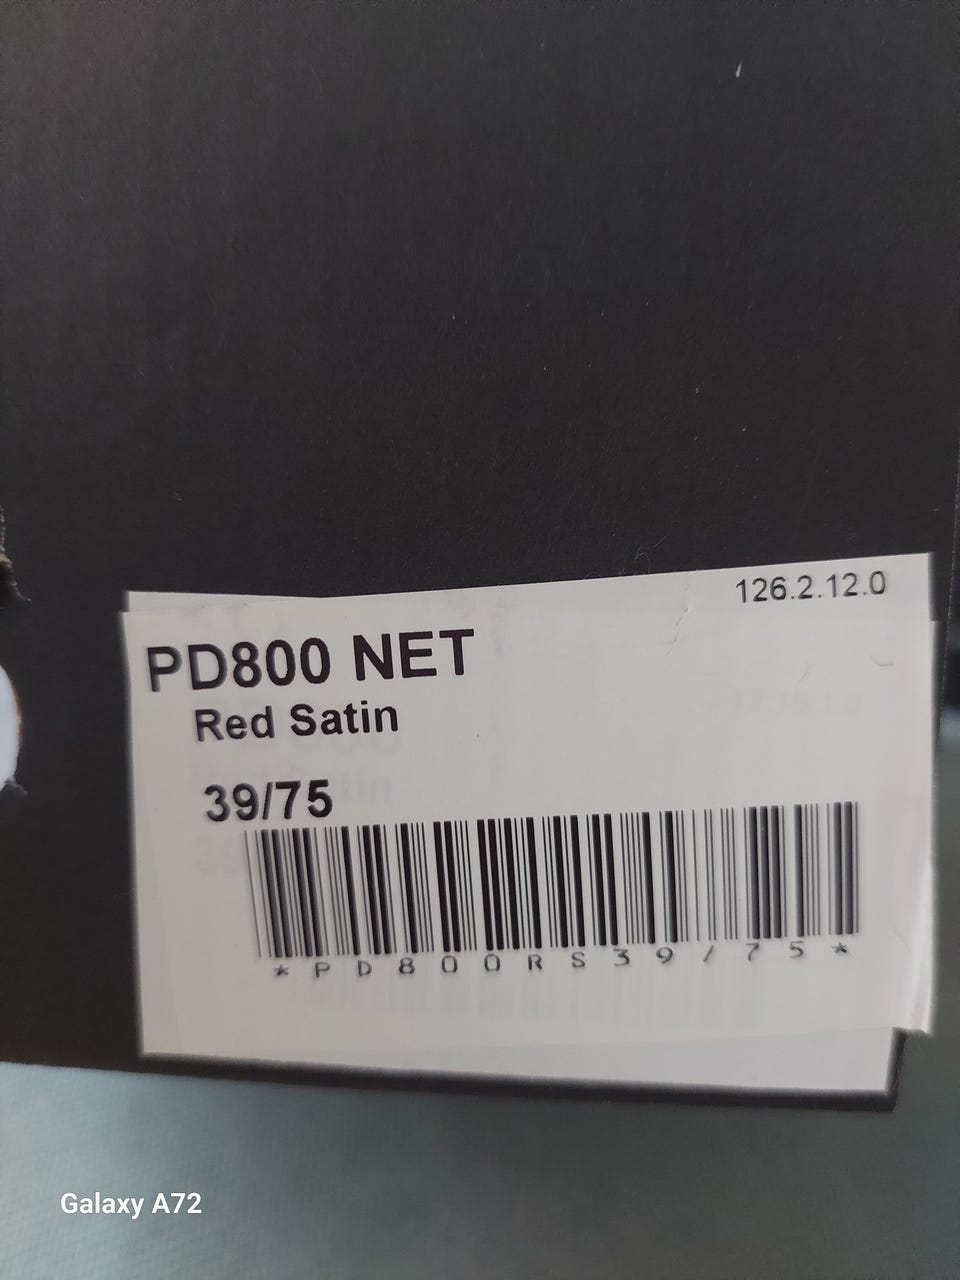 126.2.12.0
PD800 NET
Red Satin
39/75
*PD800RS39/75*
Galaxy A72